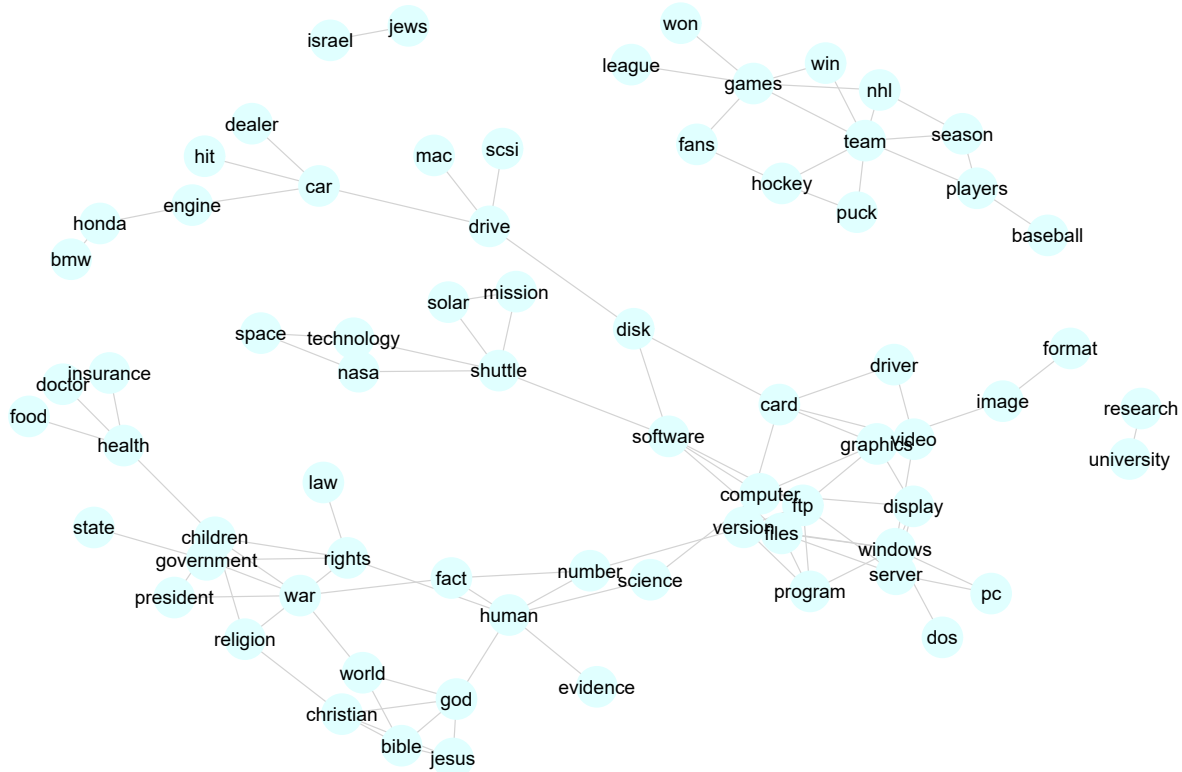 won
jews
israel
win
league
games
nhl
dealer
season
team
fans
scsi
mac
hit
hockey
car
players
engine
puck
honda
drive
baseball
bmw
mission
solar
disk
space
technology
format
driver
shuttle
nasa
insurance
doctor
image
card
research
food
software
video
graphics
health
university
law
computer
ftp
display
state
version
files
children
windows
rights
government
number
server
fact
science
program
pc
president
war
human
dos
religion
world
evidence
god
christian
bible
jesus